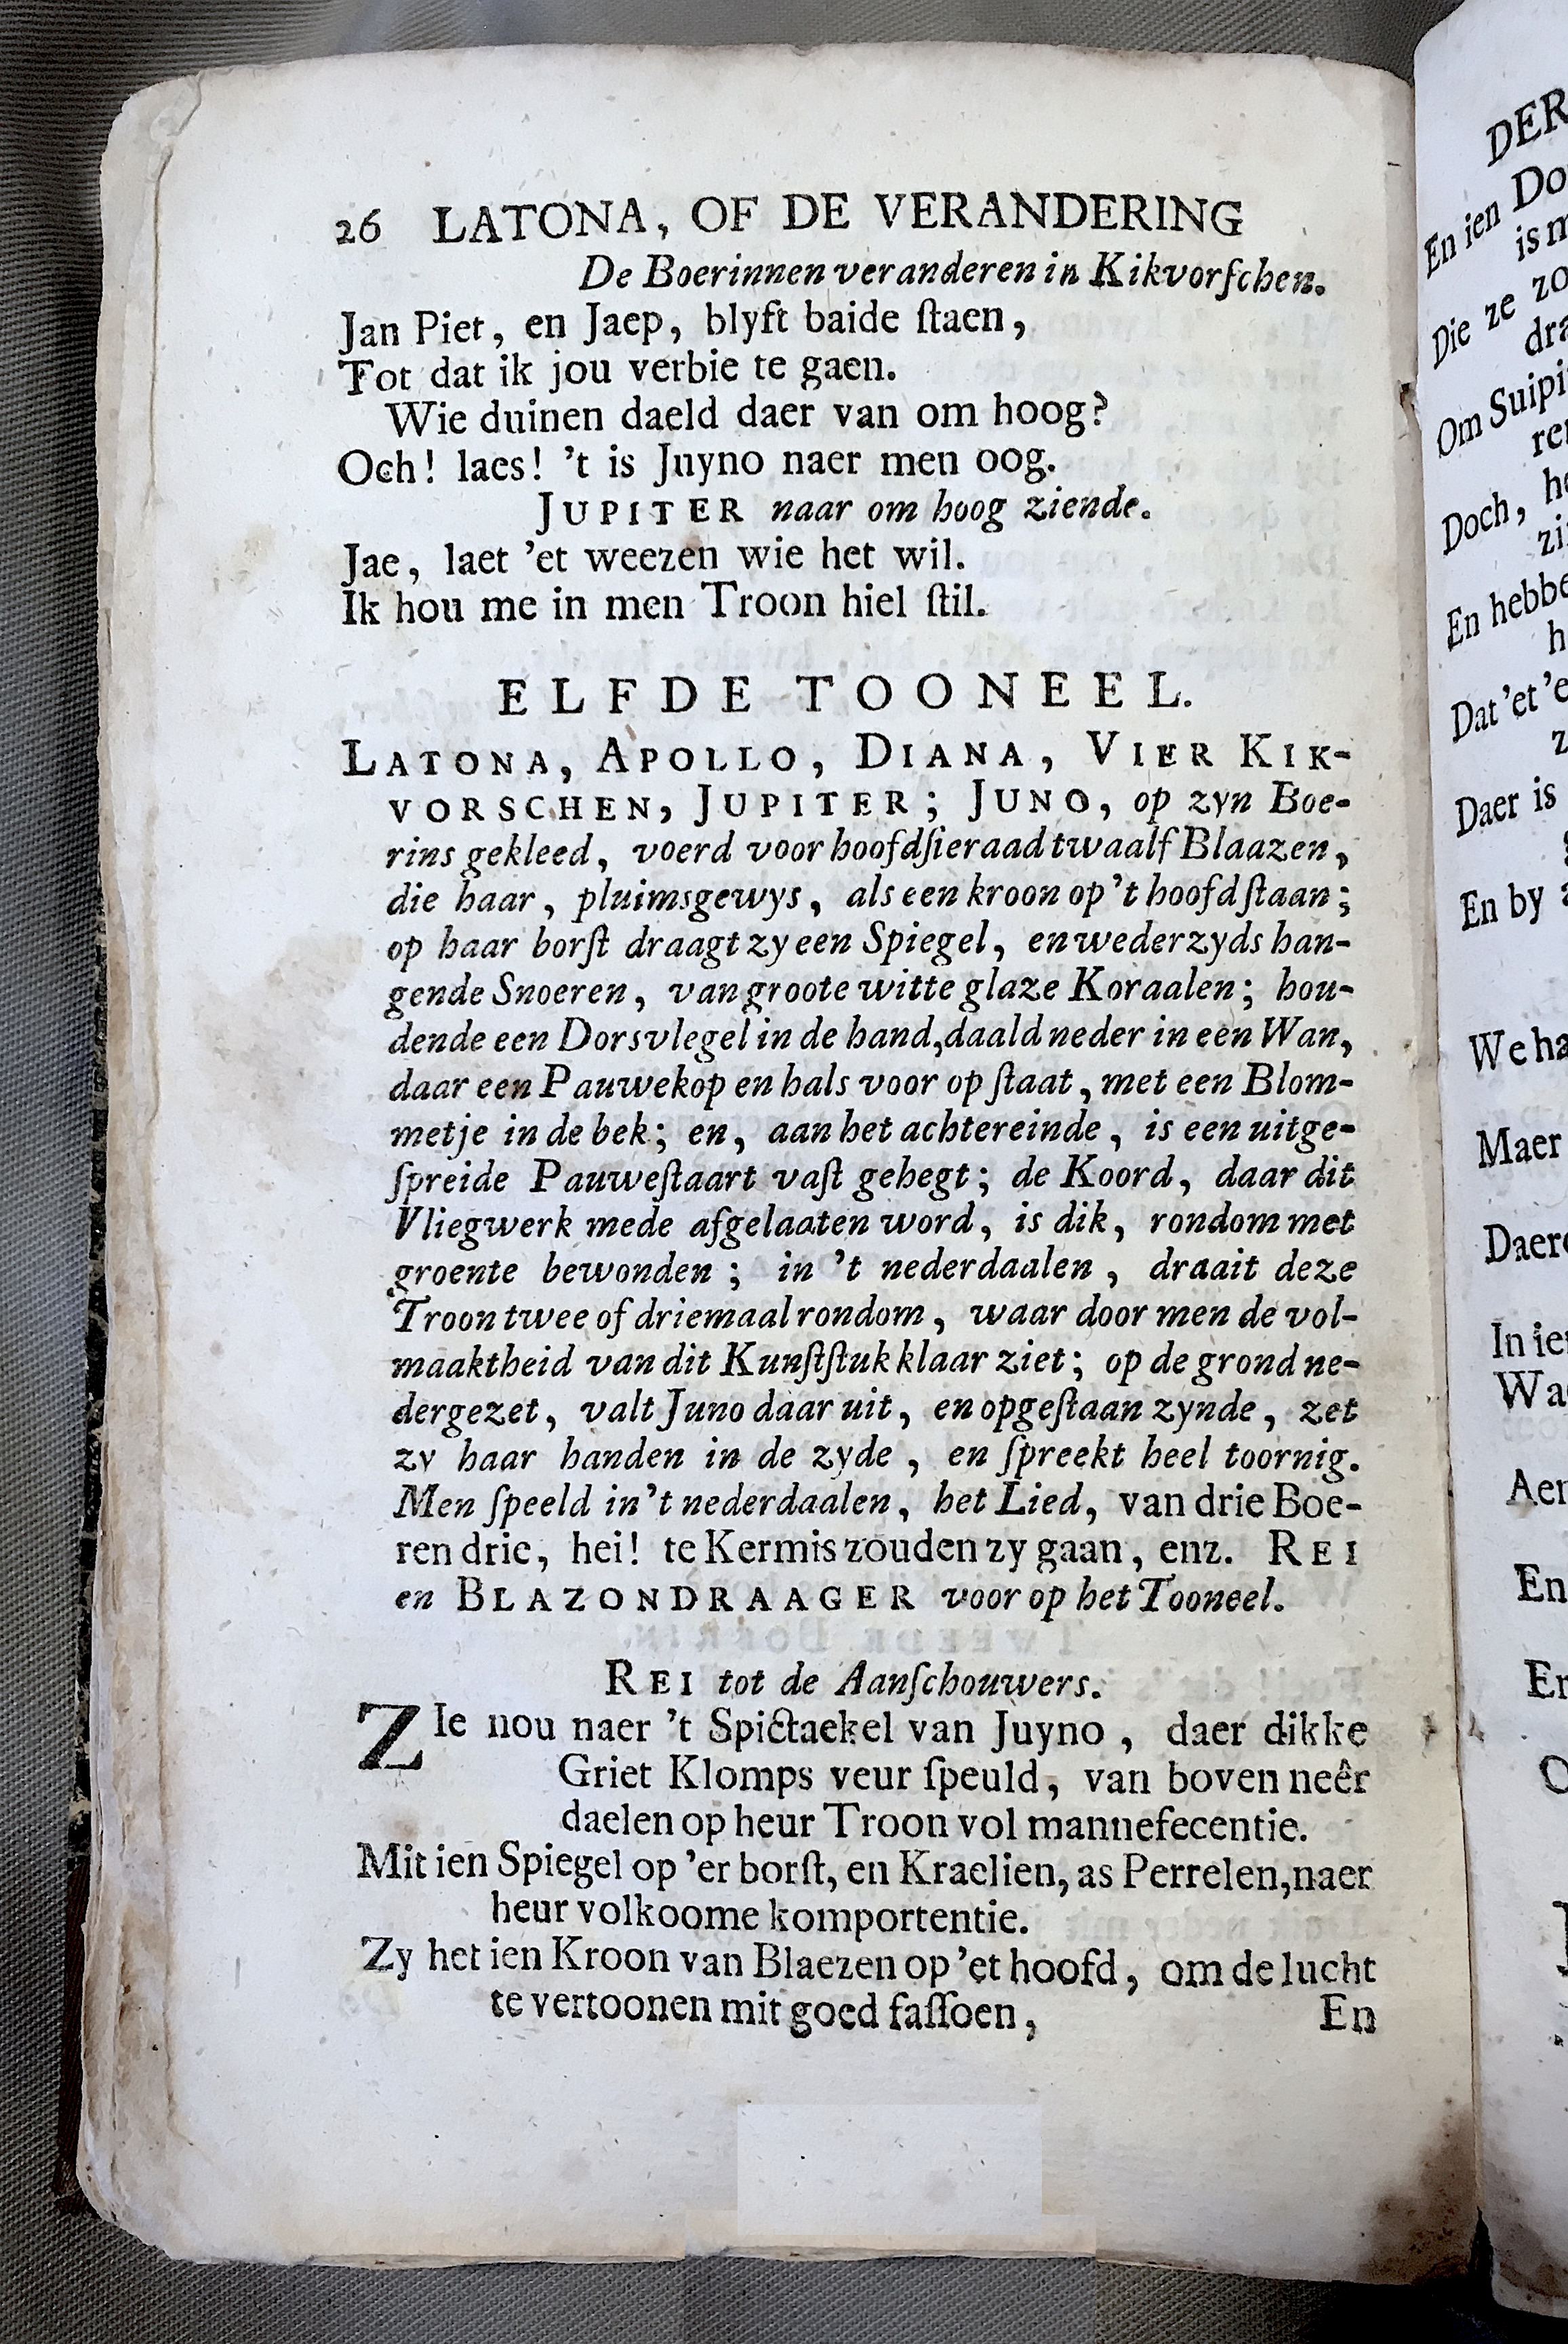 26 LATONA, OF DE VERANDERING
De Boerinnen veranderen in Kikvorſchen.
Jan Piet, en Jaep, blyft baide ſtaen,
Tot dat ik jou verbie te gaen.
Wie duinen daeld daer van om hoog?
Och! laes! 't is Juyno naer men oog.
JUPITER naar om hoog ziende.
Jae, laet 'et weezen wie het wil.
Ik hou me in men Troon hiel ſtil.
ELFDE TOONEEL.
LATONA, APOLLO, DIANA, VIER KIK-
VORSCHEN, JUPITER; JUNO, op zyn Boe-
rins gekleed, voerd voor hoofdſieraad twaalf Blaazen,
die haar, pluimsgewys, als een kroon op 't hoofd ſtaan;
op haar borſt draagt zy een Spiegel, en wederzyds han-
gende Snoeren, van groote witte glaze Koraalen; hou-
dende een Dorsvlegel in de hand, daald neder in een Wan,
daar een Pauwekop en hals voor op ſtaat, met een Blom-
metje in de bek; en, aan het achtereinde, is een uitge-
ſpreide Pauweſtaart vaſt gehegt; de Koord, daar dit
Vliegwerk mede afgelaaten word, is dik, rondom met
groente bewonden; in 't nederdaalen, draait deze
Troon twee of driemaal rondom, waar door men de vol-
maaktheid van dit Kunſtſtuk klaar ziet; op de grond ne-
dergezet, valt Juno daar uit, en opgeſtaan zynde, zet
zy haar handen in de zyde, en ſpreekt heel toornig.
Men ſpeeld in 't nederdaalen, het Lied, van drie Boe-
ren drie, hei! te Kermis zouden zy gaan, enz. REI
en BLAZONDRAAGER voor op het Tooneel.
REI tot de Aanſchouwers.
ZIe nou naer 't Spictaekel van Juyno, daer dikke
Griet Klomps veur ſpeuld, van boven neêr
daelen op heur Troon vol mannefecentie.
Mit ien Spiegel op 'er borſt, en Kraelien, as Perrelen, naer
heur volkoome komportentie.
Zy het ien Kroon van Blaezen op 'et hoofd, om de lucht
te vertoonen mit goed faſſoen,
En
DER
En ien Do
is m
Die ze zo
dra
Om Suipi
re
Doch, he
zi
En hebbe
h
Dat 'et 'e
z
Daer is
En by
We ha
Maer
Daer
In ie
Wa
Aen
En